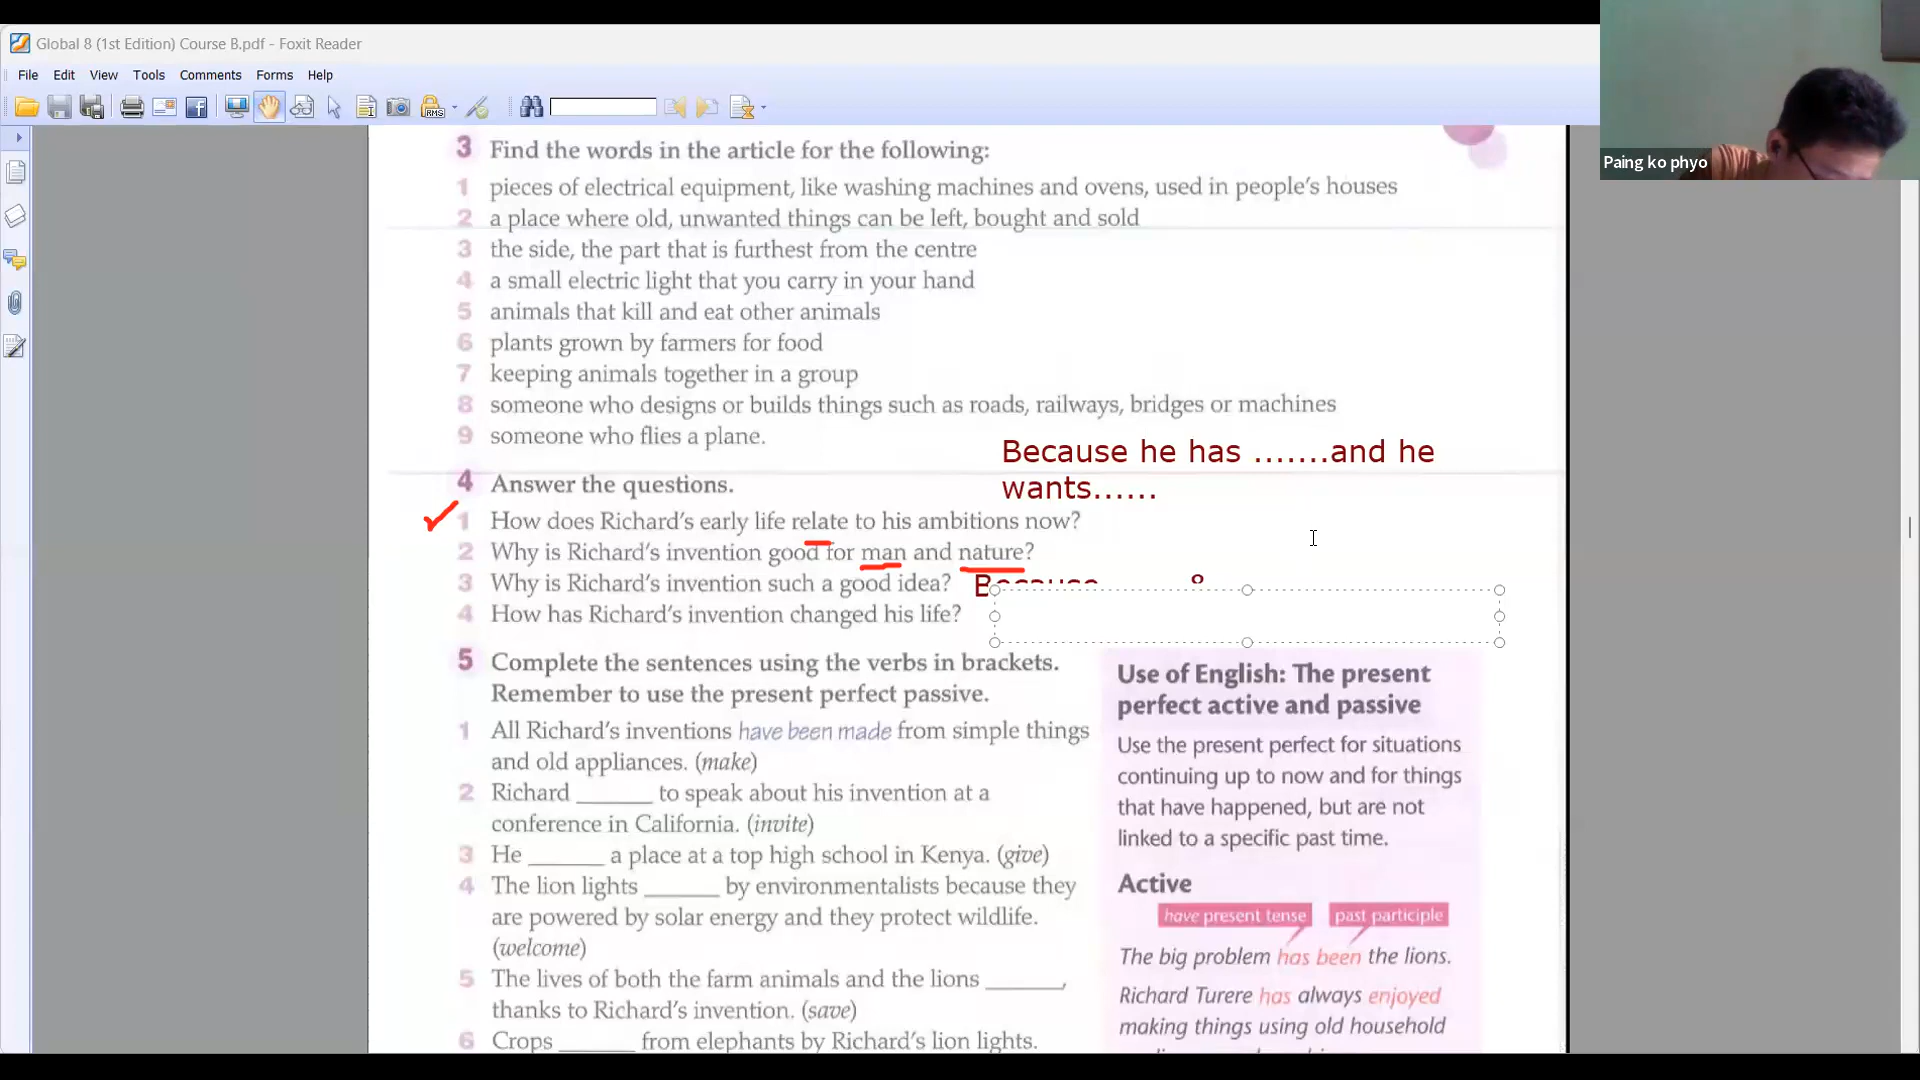 Global 8 (1st Edition) Course B.pdf - Foxit Reader
File Edit View Tools Comments Forms Help
RMS
Paing ko phyo
3 Find the words in the article for the following:
1 pieces of electrical equipment, like washing machines and ovens, used in people's houses
2 a place where old, unwanted things can be left, bought and sold
3 the side, the part that is furthest from the centre
4 a small electric light that you carry in your hand
5 animals that kill and eat other animals
6 plants grown by farmers for food
7 keeping animals together in a group
8 someone who designs or builds things such as roads, railways, bridges or machines
9 someone who flies a plane.
Because he has .......and he
wants......
4 Answer the questions.
1 How does Richard's early life relate to his ambitions now?
2 Why is Richard's invention good for man and nature?
3 Why is Richard's invention such a good idea? Because
4 How has Richard's invention changed his life?
5 Complete the sentences using the verbs in brackets.
Remember to use the present perfect passive.
1 All Richard's inventions have been made from simple things
and old appliances. (make)
2 Richard ______ to speak about his invention at a
conference in California. (invite)
3 He ______ a place at a top high school in Kenya. (give)
4 The lion lights ______ by environmentalists because they
are powered by solar energy and they protect wildlife.
(welcome)
5 The lives of both the farm animals and the lions ______,
thanks to Richard's invention. (save)
6 Crops ______ from elephants by Richard's lion lights.
Use of English: The present
perfect active and passive
Use the present perfect for situations
continuing up to now and for things
that have happened, but are not
linked to a specific past time.
Active
have present tense past participle
The big problem has been the lions.
Richard Turere has always enjoyed
making things using old household